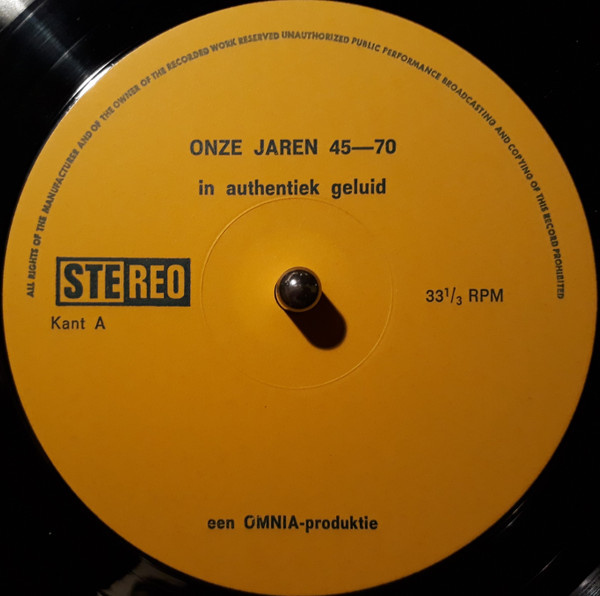 ALL RIGHTS OF THE MANUFACTURER AND OF THE OWNER OF THE RECORDED WORK RESERVED UNAUTHORIZED PUBLIC PERFORMANCE BROADCASTING AND COPYING OF THIS RECORD PROHIBITED
ONZE JAREN 45—70
in authentiek geluid
STEREO
33 1/3 RPM
Kant A
een OMNIA-produktie